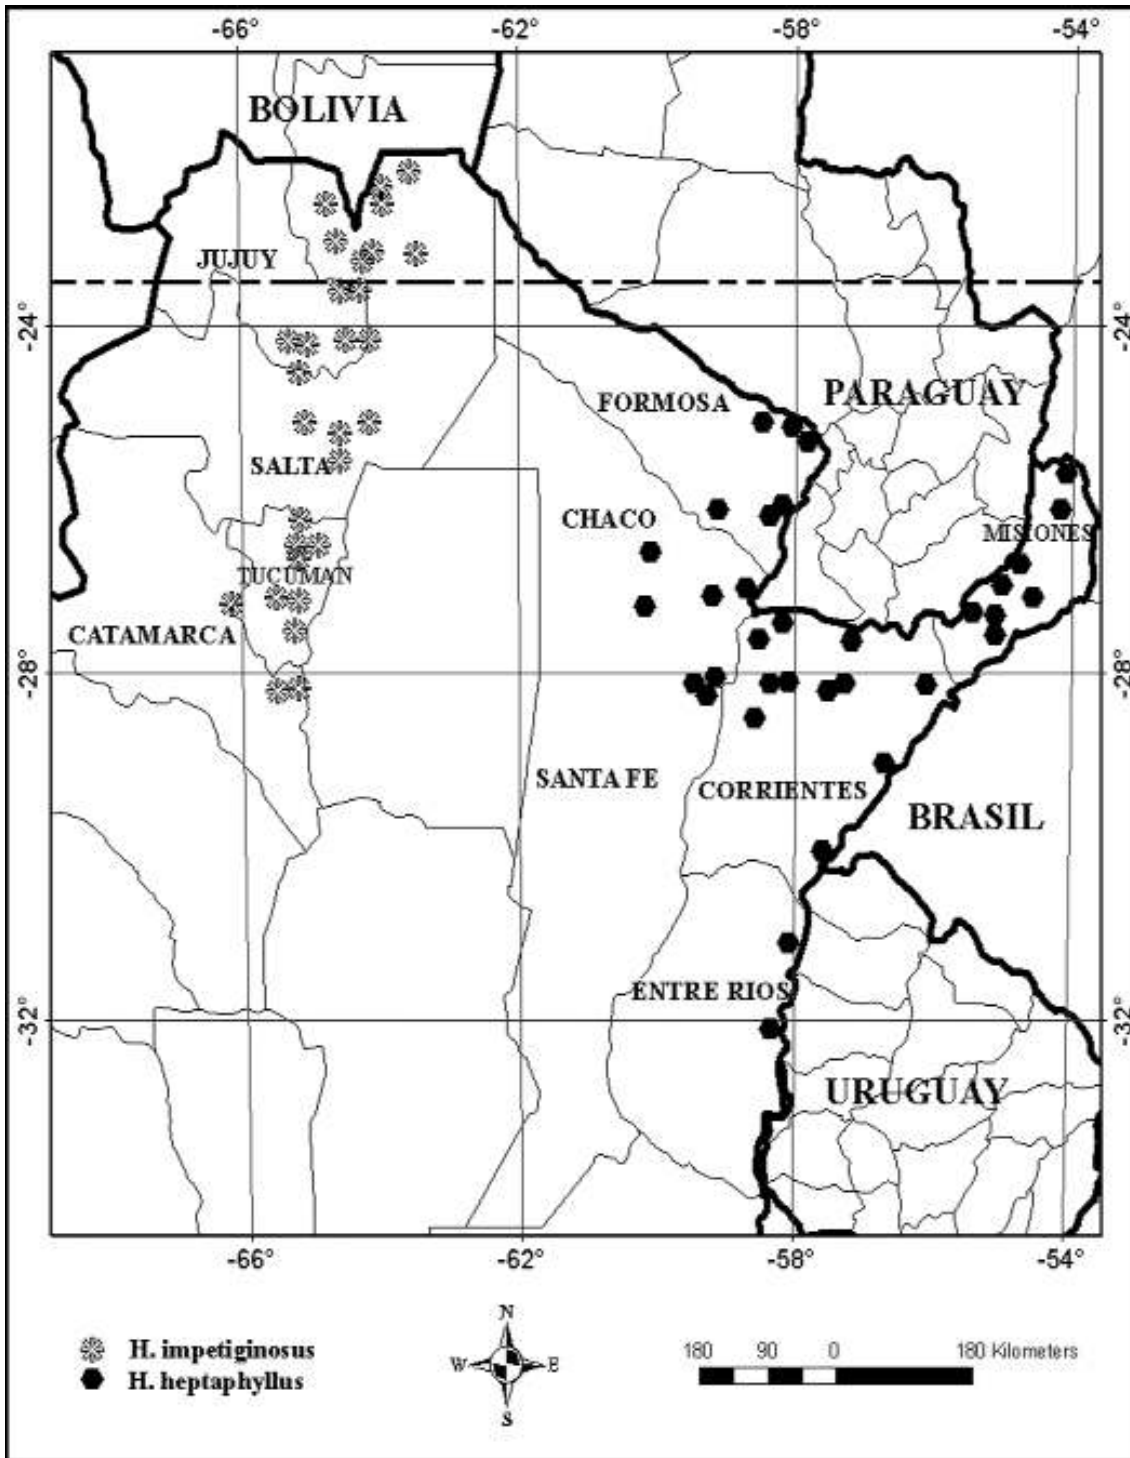 -66° -62° -58° -54°
BOLIVIA
JUJUY
-24° -24°
PARAGUAY
FORMOSA
SALTA
CHACO
MISIONES
TUCUMAN
CATAMARCA
-28° -28°
SANTA FE
CORRIENTES
BRASIL
ENTRE RIOS
-32° -32°
URUGUAY
-66° -62° -58° -54°
N
H. impetiginosus
180 90 0 180 Kilometers
W E
H. heptaphyllus
S